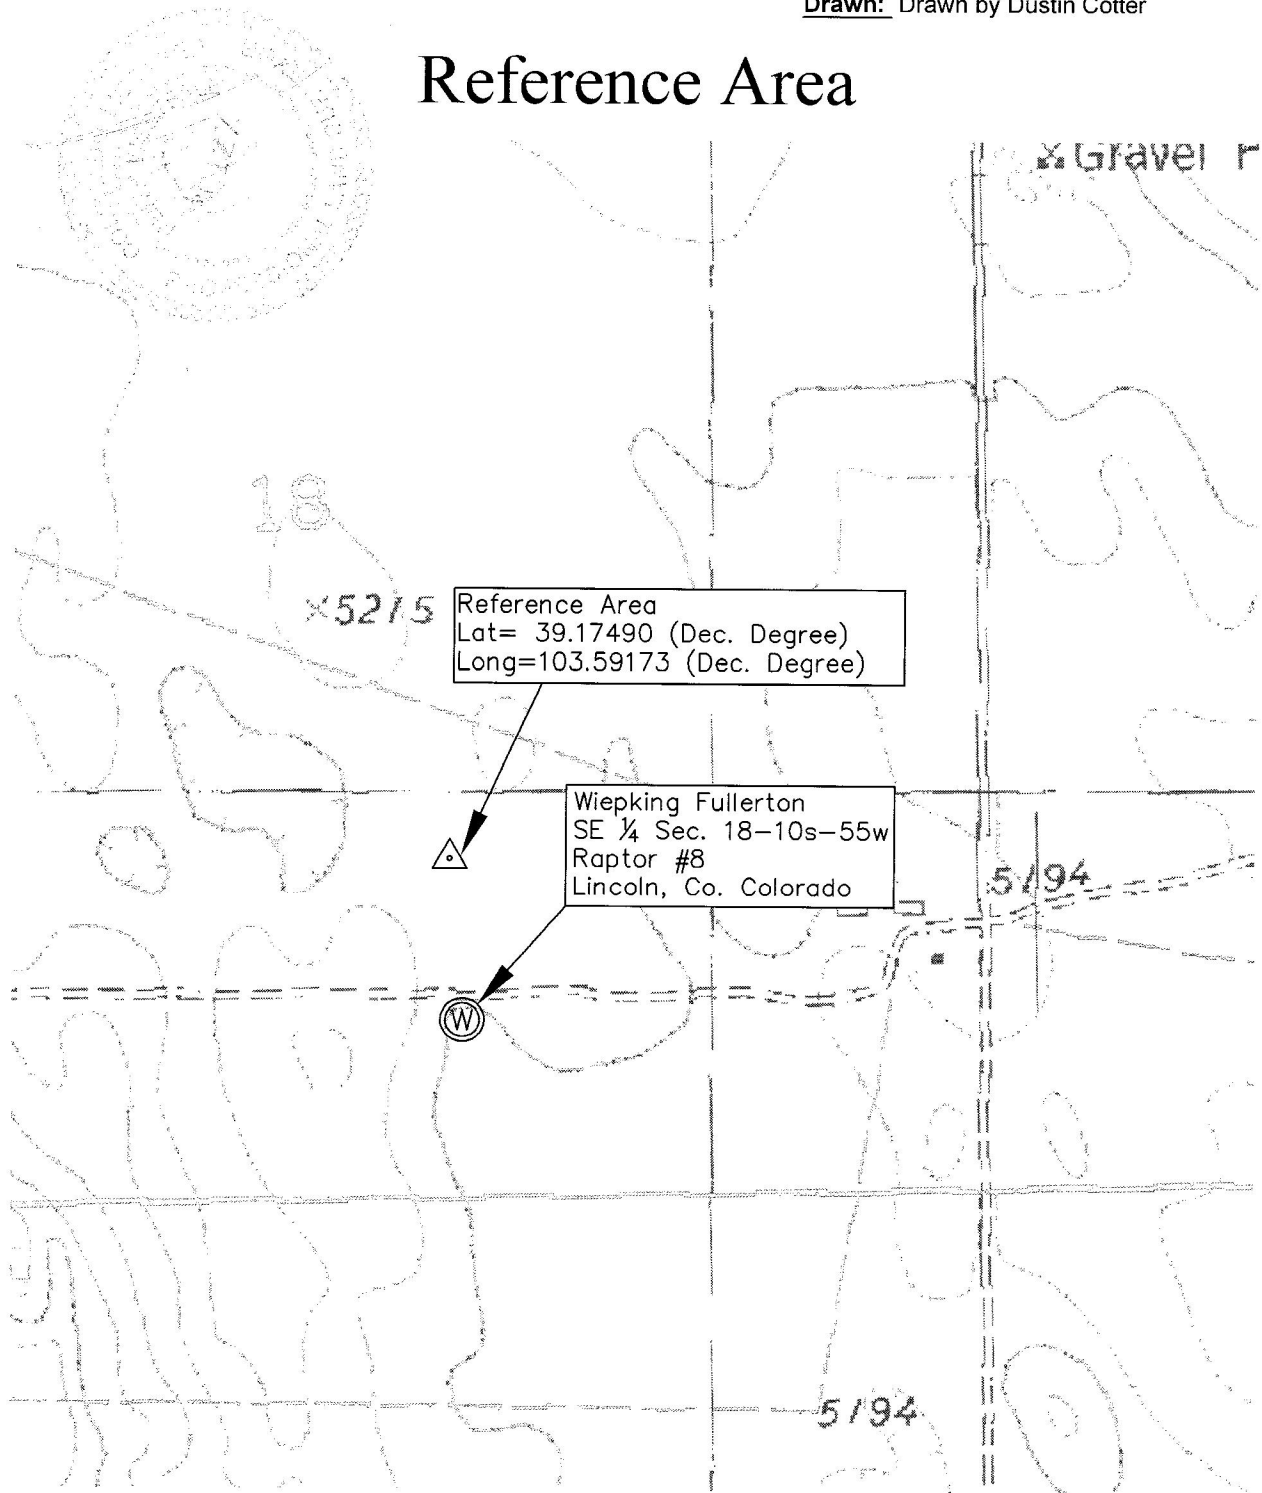 Drawn: Drawn by Dustin Cotter
Reference Area
Gravel P
18
×5215
Reference Area
Lat= 39.17490 (Dec. Degree)
Long=103.59173 (Dec. Degree)
Wiepking Fullerton
SE ¼ Sec. 18-10s-55w
Raptor #8
Lincoln, Co. Colorado
5194
W
5194